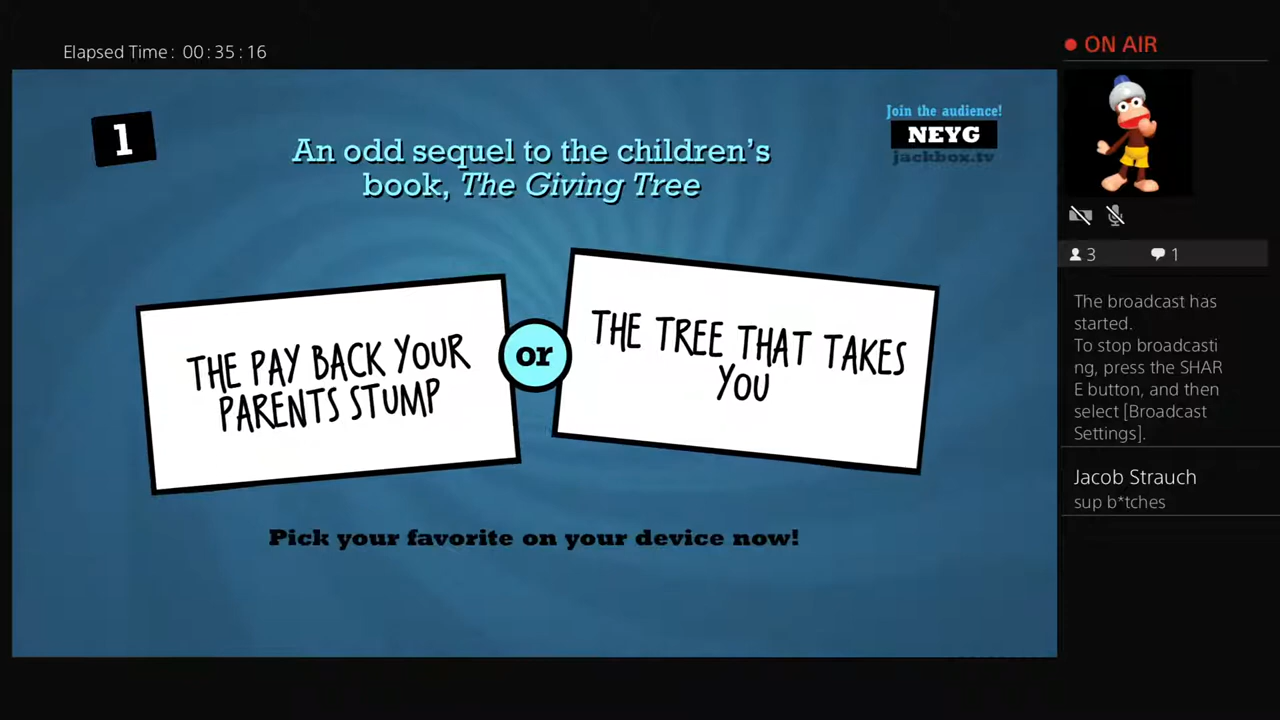 Elapsed Time: 00:35:16
ON AIR
1
An odd sequel to the children's
book, The Giving Tree
Join the audience!
NEYG
jackbox.tv
THE PAY BACK YOUR
PARENTS STUMP
or
THE TREE THAT TAKES
YOU
Pick your favorite on your device now!
3
1
The broadcast has
started.
To stop broadcasti
ng, press the SHAR
E button, and then
select [Broadcast
Settings].
Jacob Strauch
sup b*tches